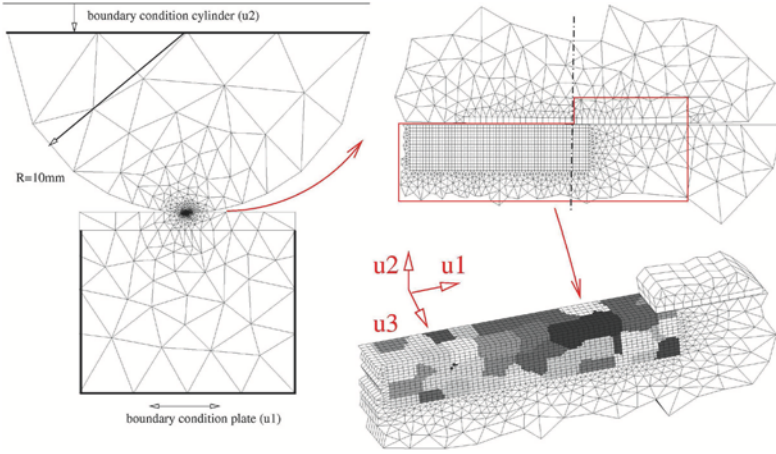 boundary condition cylinder (u2)
R=10mm
boundary condition plate (u1)
u2
u1
u3